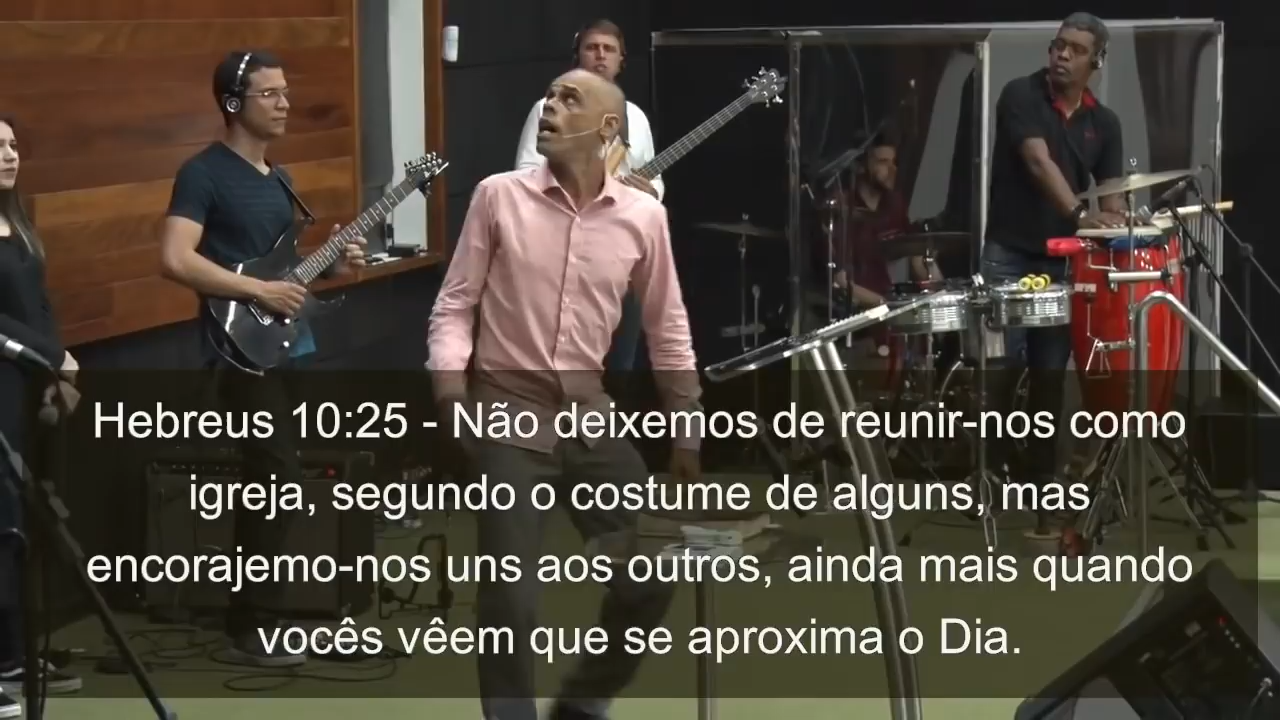 Hebreus 10:25 - Não deixemos de reunir-nos como
igreja, segundo o costume de alguns, mas
encorajemo-nos uns aos outros, ainda mais quando
vocês vêem que se aproxima o Dia.